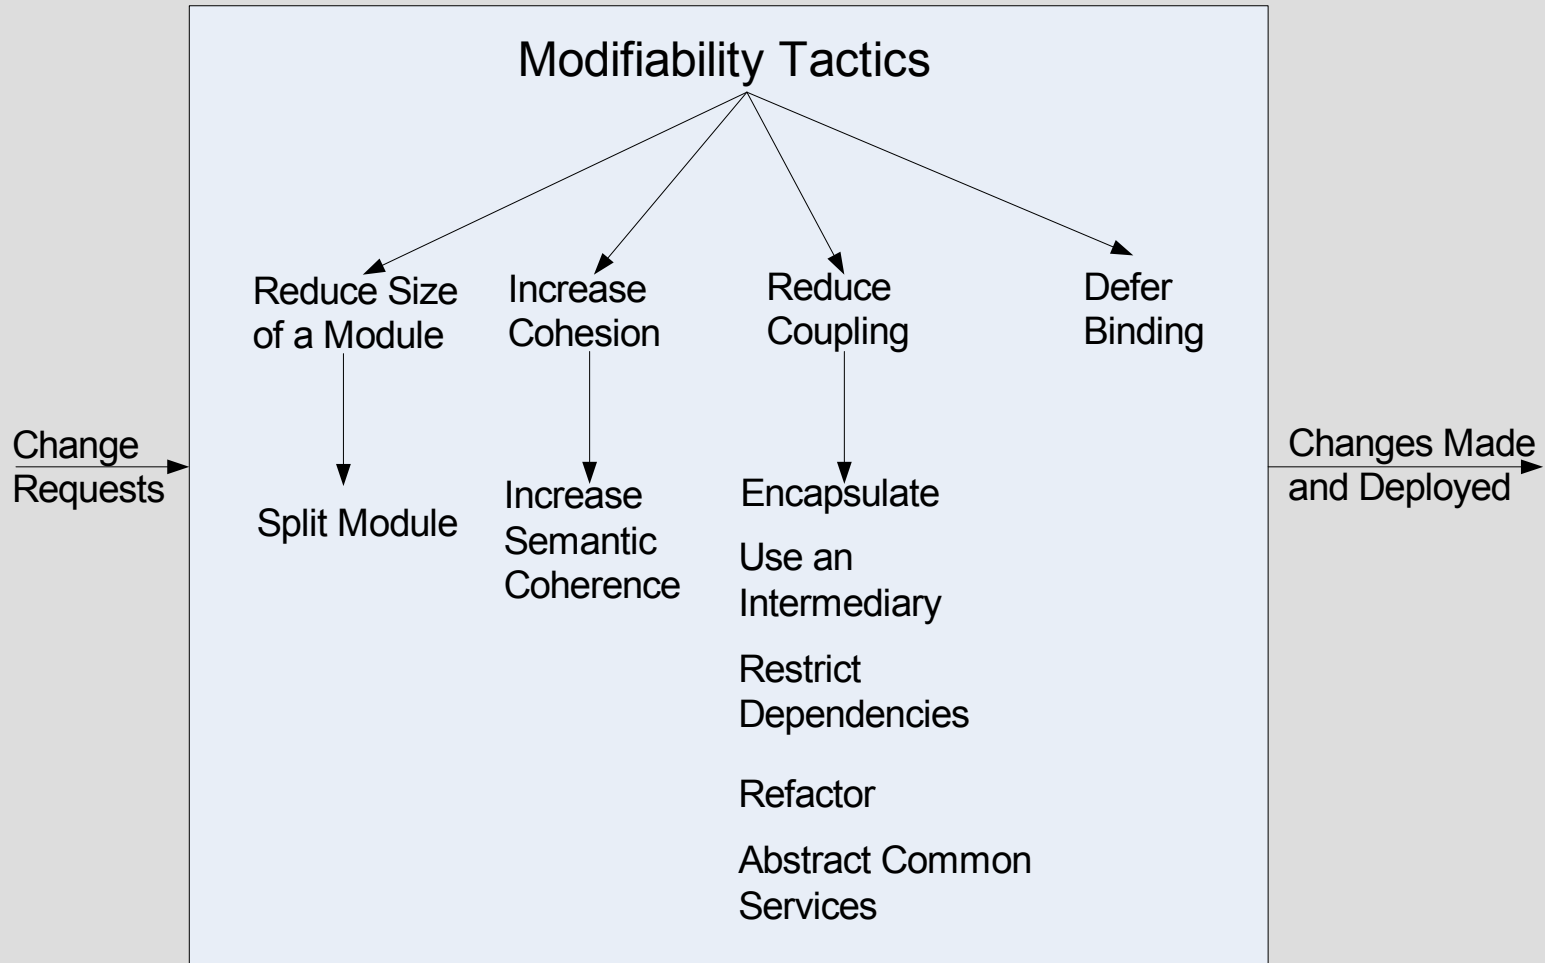 Modifiability Tactics
Reduce Size
of a Module
Increase
Cohesion
Reduce
Coupling
Defer
Binding
Change
Requests
Changes Made
and Deployed
Split Module
Increase
Semantic
Coherence
Encapsulate
Use an
Intermediary
Restrict
Dependencies
Refactor
Abstract Common
Services